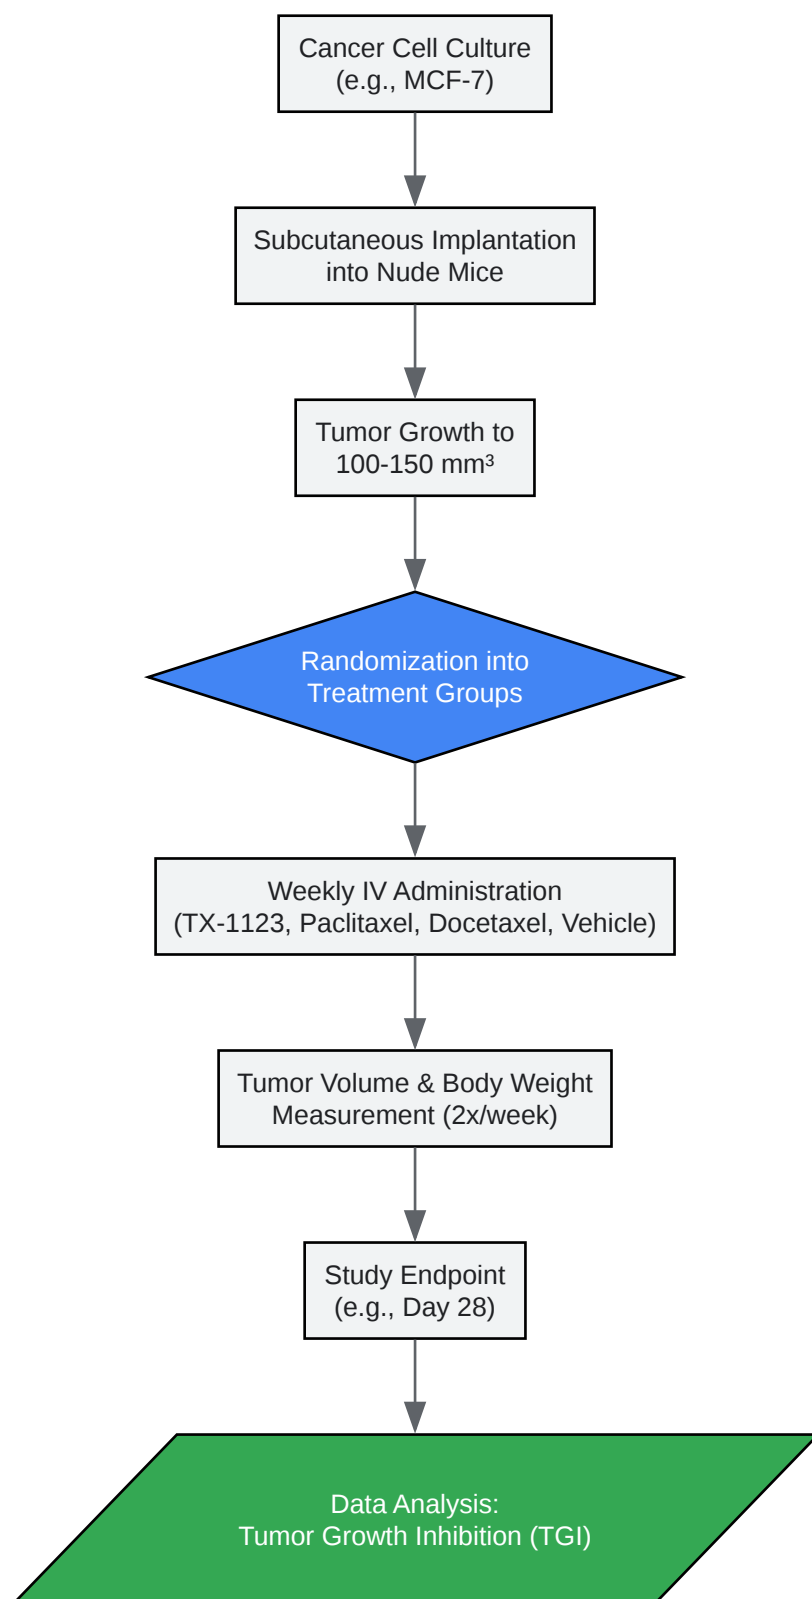 Cancer Cell Culture
(e.g., MCF-7)
Subcutaneous Implantation
into Nude Mice
Tumor Growth to
100-150 mm³
Randomization into
Treatment Groups
Weekly IV Administration
(TX-1123, Paclitaxel, Docetaxel, Vehicle)
Tumor Volume & Body Weight
Measurement (2x/week)
Study Endpoint
(e.g., Day 28)
Data Analysis:
Tumor Growth Inhibition (TGI)